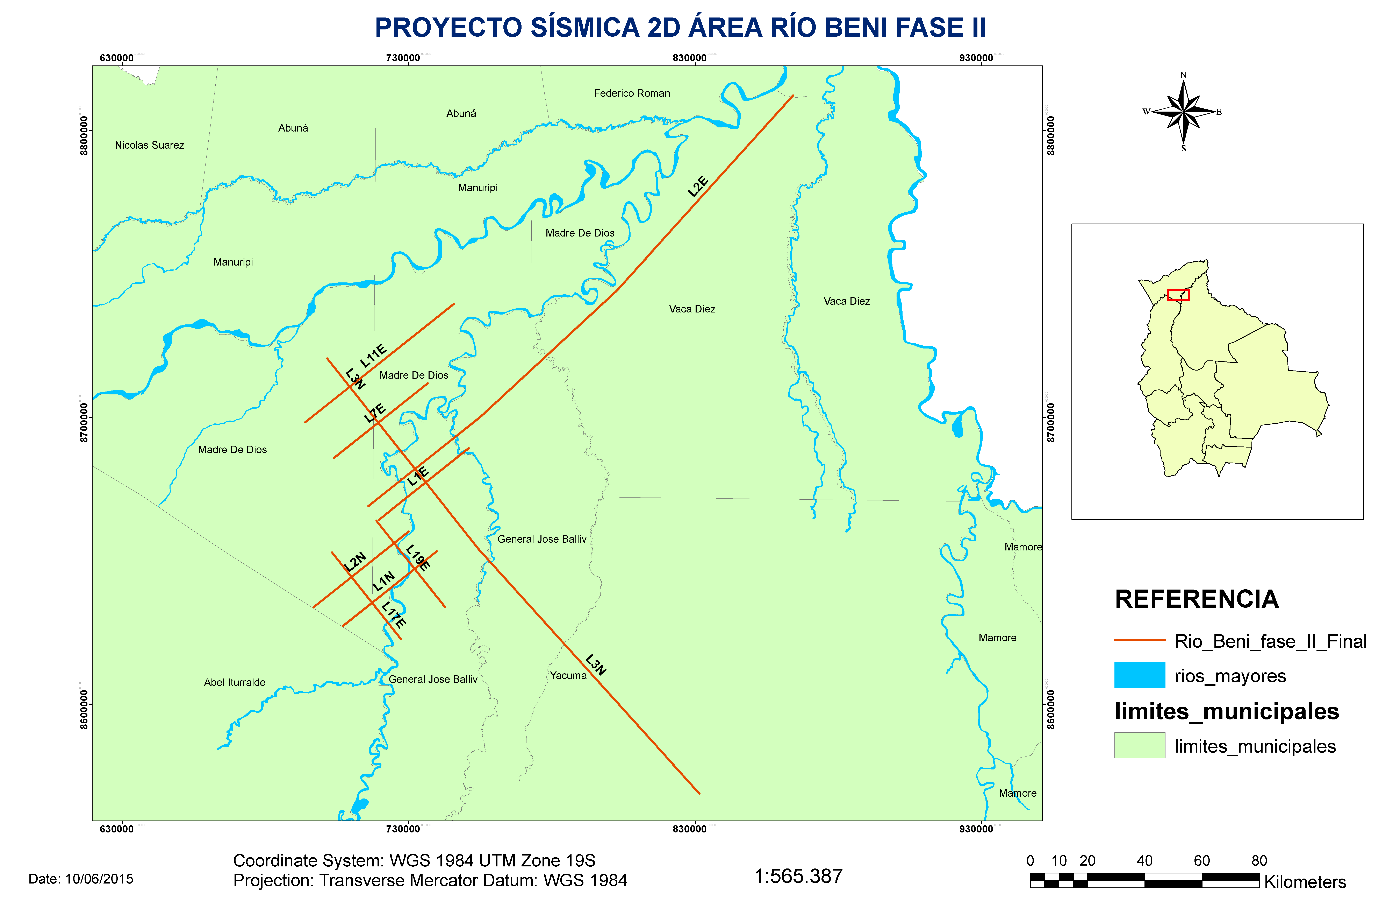 PROYECTO SÍSMICA 2D ÁREA RÍO BENI FASE II
630000
730000
830000
930000
Federico Roman
Abuná
Abuná
Nicolas Suarez
8800000
8800000
N
W
E
S
Manuripi
L2E
Madre De Dios
Manuripi
Vaca Diez
Vaca Diez
L11E
L3N
Madre De Dios
L7E
8700000
8700000
Madre De Dios
L1E
General Jose Balliv
Mamore
L2N
L19E
L1N
L17E
Mamore
L3N
Abel Iturralde
General Jose Balliv
Yacuma
8600000
8600000
Mamore
630000
730000
830000
930000
REFERENCIA
Rio_Beni_fase_II_Final
rios_mayores
limites_municipales
limites_municipales
Coordinate System: WGS 1984 UTM Zone 19S
Projection: Transverse Mercator Datum: WGS 1984
Date: 10/06/2015
1:565.387
0 10 20 40 60 80
Kilometers